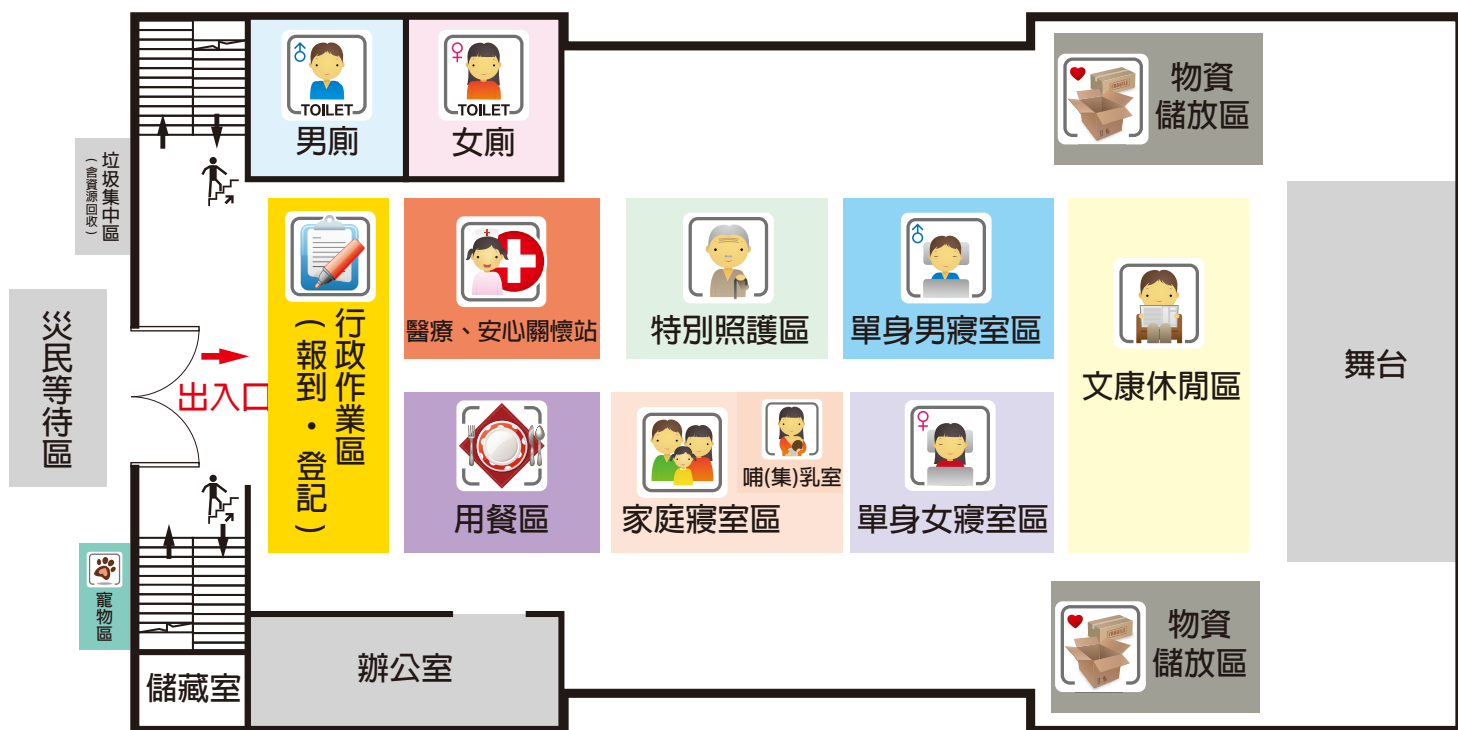 TOILET
男廁
TOILET
女廁
物資
儲放區
垃圾集中區
(含資源回收)
災民等待區
出入口
行政作業區
(報到・登記)
醫療、安心關懷站
特別照護區
單身男寢室區
文康休閒區
舞台
用餐區
家庭寢室區
哺(集)乳室
單身女寢室區
寵物區
儲藏室
辦公室
物資
儲放區